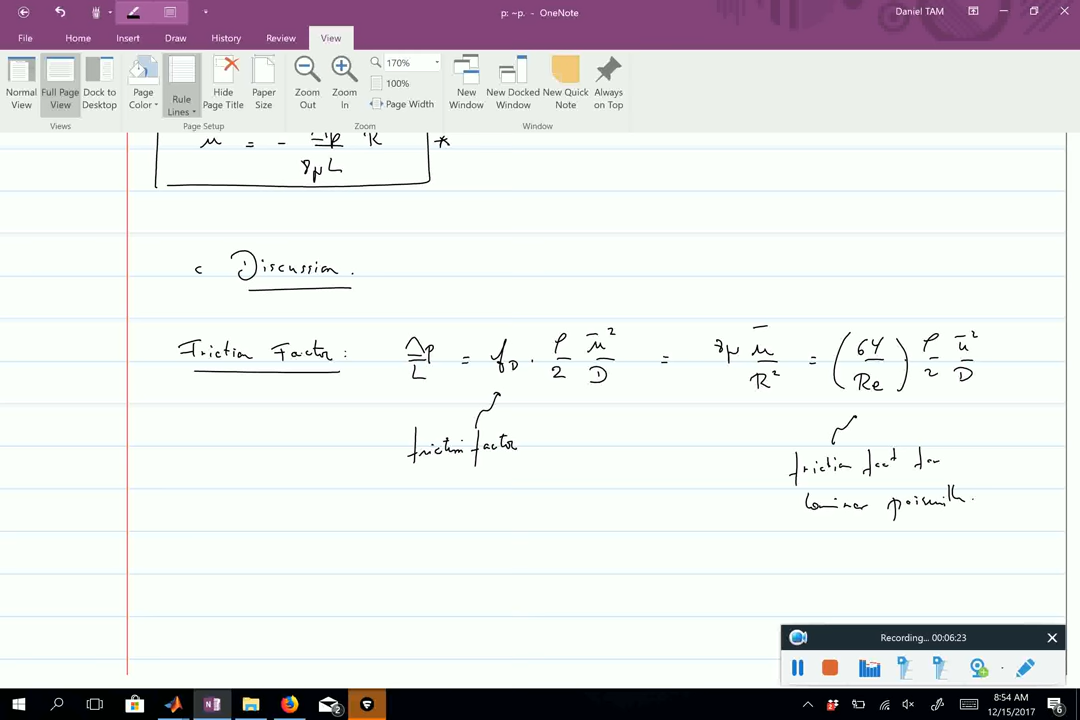 p: ~p. - OneNote
Daniel TAM
File Home Insert Draw History Review View
Normal View
Full Page View
Dock to Desktop
Page Color
Rule Lines
Hide Page Title
Paper Size
Zoom Out
Zoom In
170%
100%
Page Width
New Window
New Docked Window
New Quick Note
Always on Top
Views Page Setup Zoom Window
= -
8μL
*
c Discussion.
Friction Factor: Δp/L = f_D · ρ/2 ū²/D = 8μ ū/R² = (64/Re) ρ/2 ū²/D
friction factor
friction fact for
laminar poiseuille.
Recording... 00:06:23
8:54 AM
12/15/2017
2
6